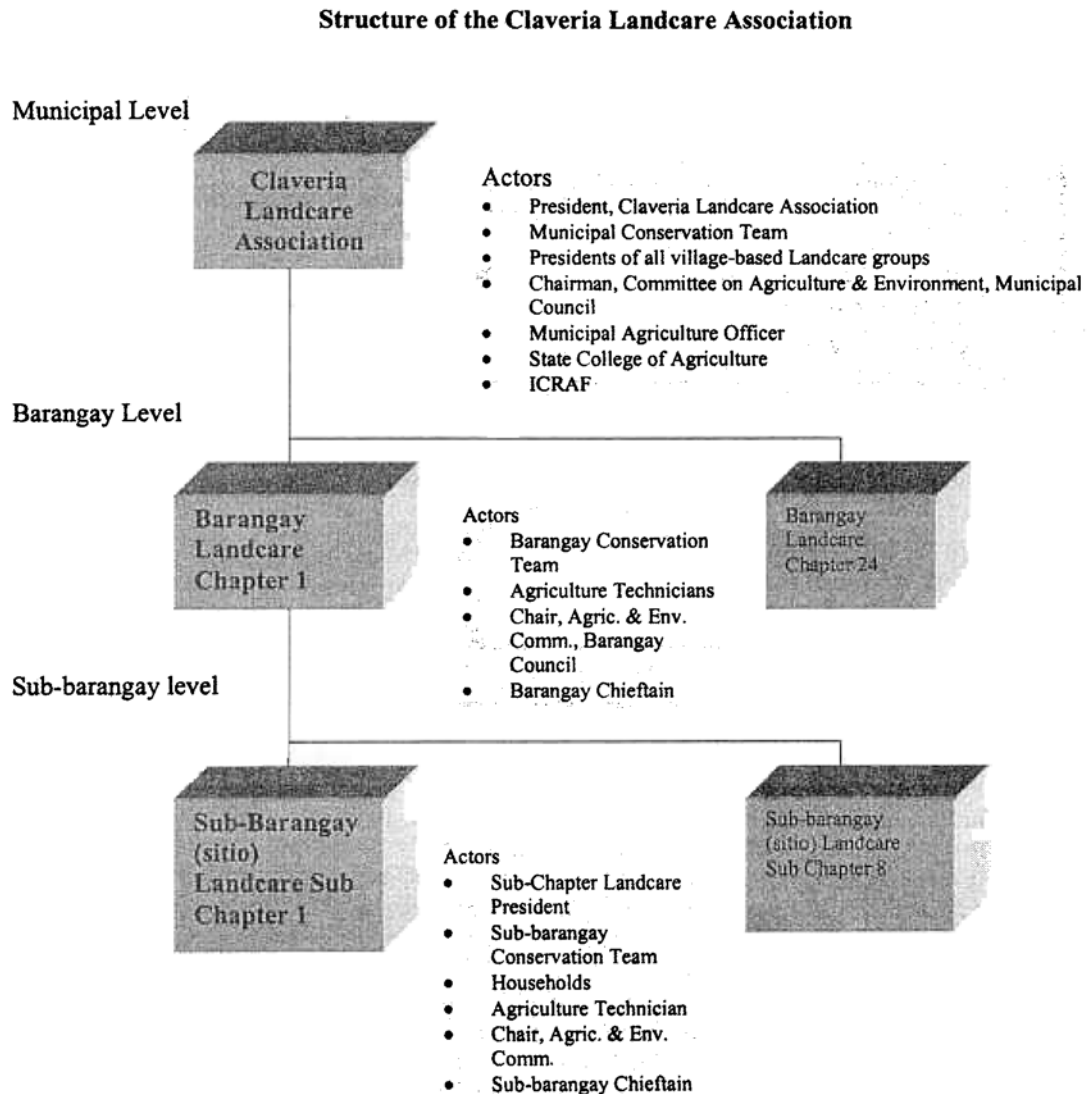 Structure of the Claveria Landcare Association
Municipal Level
Claveria
Landcare
Association
Actors
• President, Claveria Landcare Association
• Municipal Conservation Team
• Presidents of all village-based Landcare groups
• Chairman, Committee on Agriculture & Environment, Municipal
Council
• Municipal Agriculture Officer
• State College of Agriculture
• ICRAF
Barangay Level
Barangay
Landcare
Chapter 1
Actors
• Barangay Conservation
Team
• Agriculture Technicians
• Chair, Agric. & Env.
Comm., Barangay
Council
• Barangay Chieftain
Barangay
Landcare
Chapter 24
Sub-barangay level
Sub-Barangay
(sitio)
Landcare Sub
Chapter 1
Actors
• Sub-Chapter Landcare
President
• Sub-barangay
Conservation Team
• Households
• Agriculture Technician
• Chair, Agric. & Env.
Comm.
• Sub-barangay Chieftain
Sub-barangay
(sitio) Landcare
Sub Chapter 8